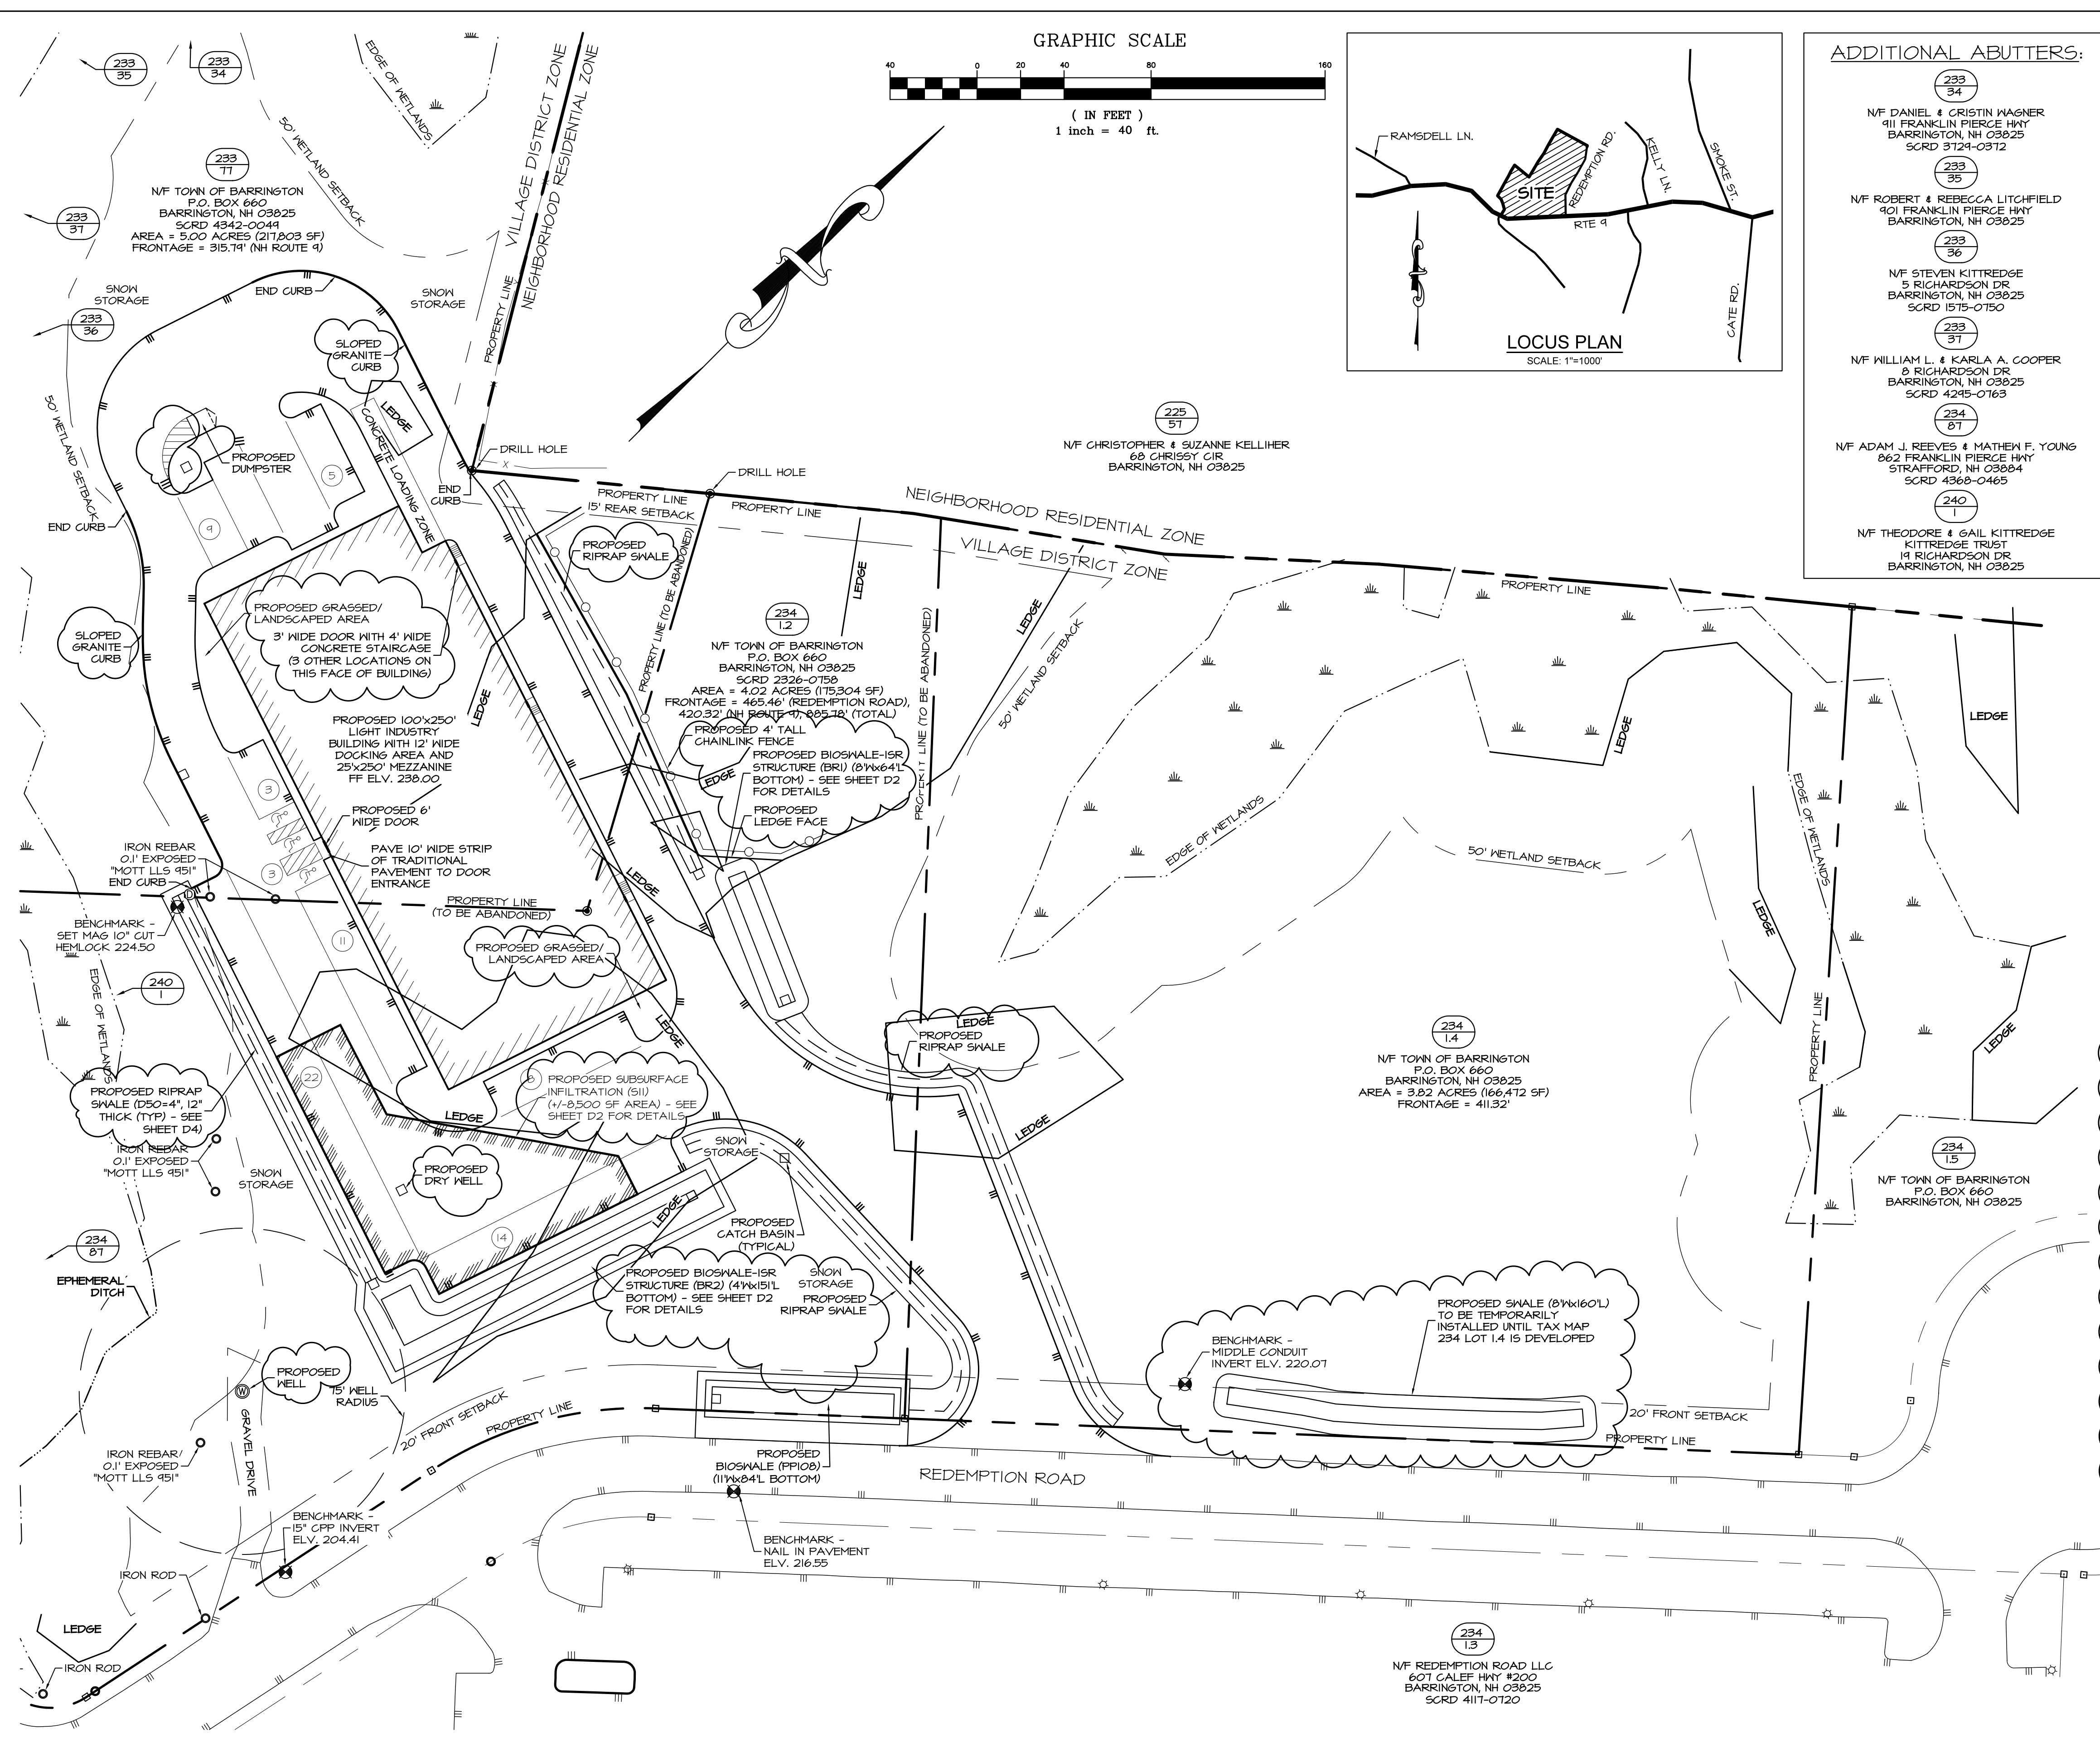 GRAPHIC SCALE
40 0 20 40 80 160
( IN FEET )
1 inch = 40 ft.
RAMSDELL LN.
SITE
REDEMPTION RD.
KELLY LN.
SMOKE ST.
RTE 9
CATE RD.
LOCUS PLAN
SCALE: 1"=1000'
ADDITIONAL ABUTTERS:
233
34
N/F DANIEL & CRISTIN WAGNER
911 FRANKLIN PIERCE HWY
BARRINGTON, NH 03825
SCRD 3729-0372
233
35
N/F ROBERT & REBECCA LITCHFIELD
901 FRANKLIN PIERCE HWY
BARRINGTON, NH 03825
233
36
N/F STEVEN KITTREDGE
5 RICHARDSON DR
BARRINGTON, NH 03825
SCRD 1575-0750
233
37
N/F WILLIAM L. & KARLA A. COOPER
8 RICHARDSON DR
BARRINGTON, NH 03825
SCRD 4295-0763
234
87
N/F ADAM J. REEVES & MATHEW F. YOUNG
862 FRANKLIN PIERCE HWY
STRAFFORD, NH 03884
SCRD 4368-0465
240
1
N/F THEODORE & GAIL KITTREDGE
KITTREDGE TRUST
19 RICHARDSON DR
BARRINGTON, NH 03825
233
35
233
34
EDGE OF WETLANDS
50' WETLAND SETBACK
VILLAGE DISTRICT ZONE
NEIGHBORHOOD RESIDENTIAL ZONE
PROPERTY LINE
233
77
N/F TOWN OF BARRINGTON
P.O. BOX 660
BARRINGTON, NH 03825
SCRD 4342-0049
AREA = 5.00 ACRES (217,803 SF)
FRONTAGE = 315.79' (NH ROUTE 9)
233
37
233
36
SNOW
STORAGE
END CURB
SNOW
STORAGE
SLOPED
GRANITE
CURB
LEDGE
CONCRETE LOADING ZONE
50' WETLAND SETBACK
PROPOSED
DUMPSTER
5
9
END CURB
END
CURB
DRILL HOLE
X
DRILL HOLE
PROPERTY LINE
15' REAR SETBACK
PROPERTY LINE
225
57
N/F CHRISTOPHER & SUZANNE KELLIHER
68 CHRISSY CIR
BARRINGTON, NH 03825
NEIGHBORHOOD RESIDENTIAL ZONE
VILLAGE DISTRICT ZONE
PROPERTY LINE
PROPOSED
RIPRAP SWALE
PROPERTY LINE (TO BE ABANDONED)
LEDGE
LEDGE
50' WETLAND SETBACK
PROPERTY LINE (TO BE ABANDONED)
234
1.2
N/F TOWN OF BARRINGTON
P.O. BOX 660
BARRINGTON, NH 03825
SCRD 2326-0758
AREA = 4.02 ACRES (175,304 SF)
FRONTAGE = 465.46' (REDEMPTION ROAD),
420.32' (NH ROUTE 9), 885.78' (TOTAL)
PROPOSED 4' TALL
CHAINLINK FENCE
PROPOSED BIOSWALE-ISR
STRUCTURE (BR1) (8'Wx64'L
BOTTOM) - SEE SHEET D2
FOR DETAILS
LEDGE
PROPOSED
LEDGE FACE
SLOPED
GRANITE
CURB
PROPOSED GRASSED/
LANDSCAPED AREA
3' WIDE DOOR WITH 4' WIDE
CONCRETE STAIRCASE
(3 OTHER LOCATIONS ON
THIS FACE OF BUILDING)
LEDGE
PROPOSED 100'x250'
LIGHT INDUSTRY
BUILDING WITH 12' WIDE
DOCKING AREA AND
25'x250' MEZZANINE
FF ELV. 238.00
3
PROPOSED 6'
WIDE DOOR
3
PAVE 10' WIDE STRIP
OF TRADITIONAL
PAVEMENT TO DOOR
ENTRANCE
LEDGE
IRON REBAR
0.1' EXPOSED
"MOTT LLS 951"
END CURB
PROPERTY LINE
(TO BE ABANDONED)
BENCHMARK -
SET MAG 10" CUT
HEMLOCK 224.50
11
PROPOSED GRASSED/
LANDSCAPED AREA
240
1
EDGE OF WETLANDS
LEDGE
EDGE OF WETLANDS
50' WETLAND SETBACK
LEDGE
LEDGE
EDGE OF WETLANDS
LEDGE
PROPERTY LINE
LEDGE
LEDGE
PROPOSED
RIPRAP SWALE
LEDGE
234
1.4
N/F TOWN OF BARRINGTON
P.O. BOX 660
BARRINGTON, NH 03825
AREA = 3.82 ACRES (166,472 SF)
FRONTAGE = 411.32'
234
1.5
N/F TOWN OF BARRINGTON
P.O. BOX 660
BARRINGTON, NH 03825
22
8
PROPOSED SUBSURFACE
INFILTRATION (SI1)
(+/-8,500 SF AREA) - SEE
SHEET D2 FOR DETAILS
PROPOSED RIPRAP
SWALE (D50=4", 12"
THICK (TYP) - SEE
SHEET D4)
LEDGE
IRON REBAR
0.1' EXPOSED
"MOTT LLS 951"
SNOW
STORAGE
SNOW
STORAGE
PROPOSED
DRY WELL
LEDGE
14
PROPOSED
CATCH BASIN
(TYPICAL)
234
87
EPHEMERAL
DITCH
PROPOSED BIOSWALE-ISR
STRUCTURE (BR2) (4'Wx151'L
BOTTOM) - SEE SHEET D2
FOR DETAILS
SNOW
STORAGE
PROPOSED
RIPRAP SWALE
PROPOSED SWALE (8'Wx160'L)
TO BE TEMPORARILY
INSTALLED UNTIL TAX MAP
234 LOT 1.4 IS DEVELOPED
BENCHMARK -
MIDDLE CONDUIT
INVERT ELV. 220.07
PROPOSED
WELL
W
75' WELL
RADIUS
20' FRONT SETBACK
PROPERTY LINE
GRAVEL DRIVE
20' FRONT SETBACK
PROPERTY LINE
IRON REBAR/
0.1' EXPOSED
"MOTT LLS 951"
PROPOSED
BIOSWALE (PP108)
(11'Wx84'L BOTTOM)
REDEMPTION ROAD
BENCHMARK -
15" CPP INVERT
ELV. 204.41
BENCHMARK -
NAIL IN PAVEMENT
ELV. 216.55
IRON ROD
LEDGE
IRON ROD
234
1.3
N/F REDEMPTION ROAD LLC
607 CALEF HWY #200
BARRINGTON, NH 03825
SCRD 4117-0720